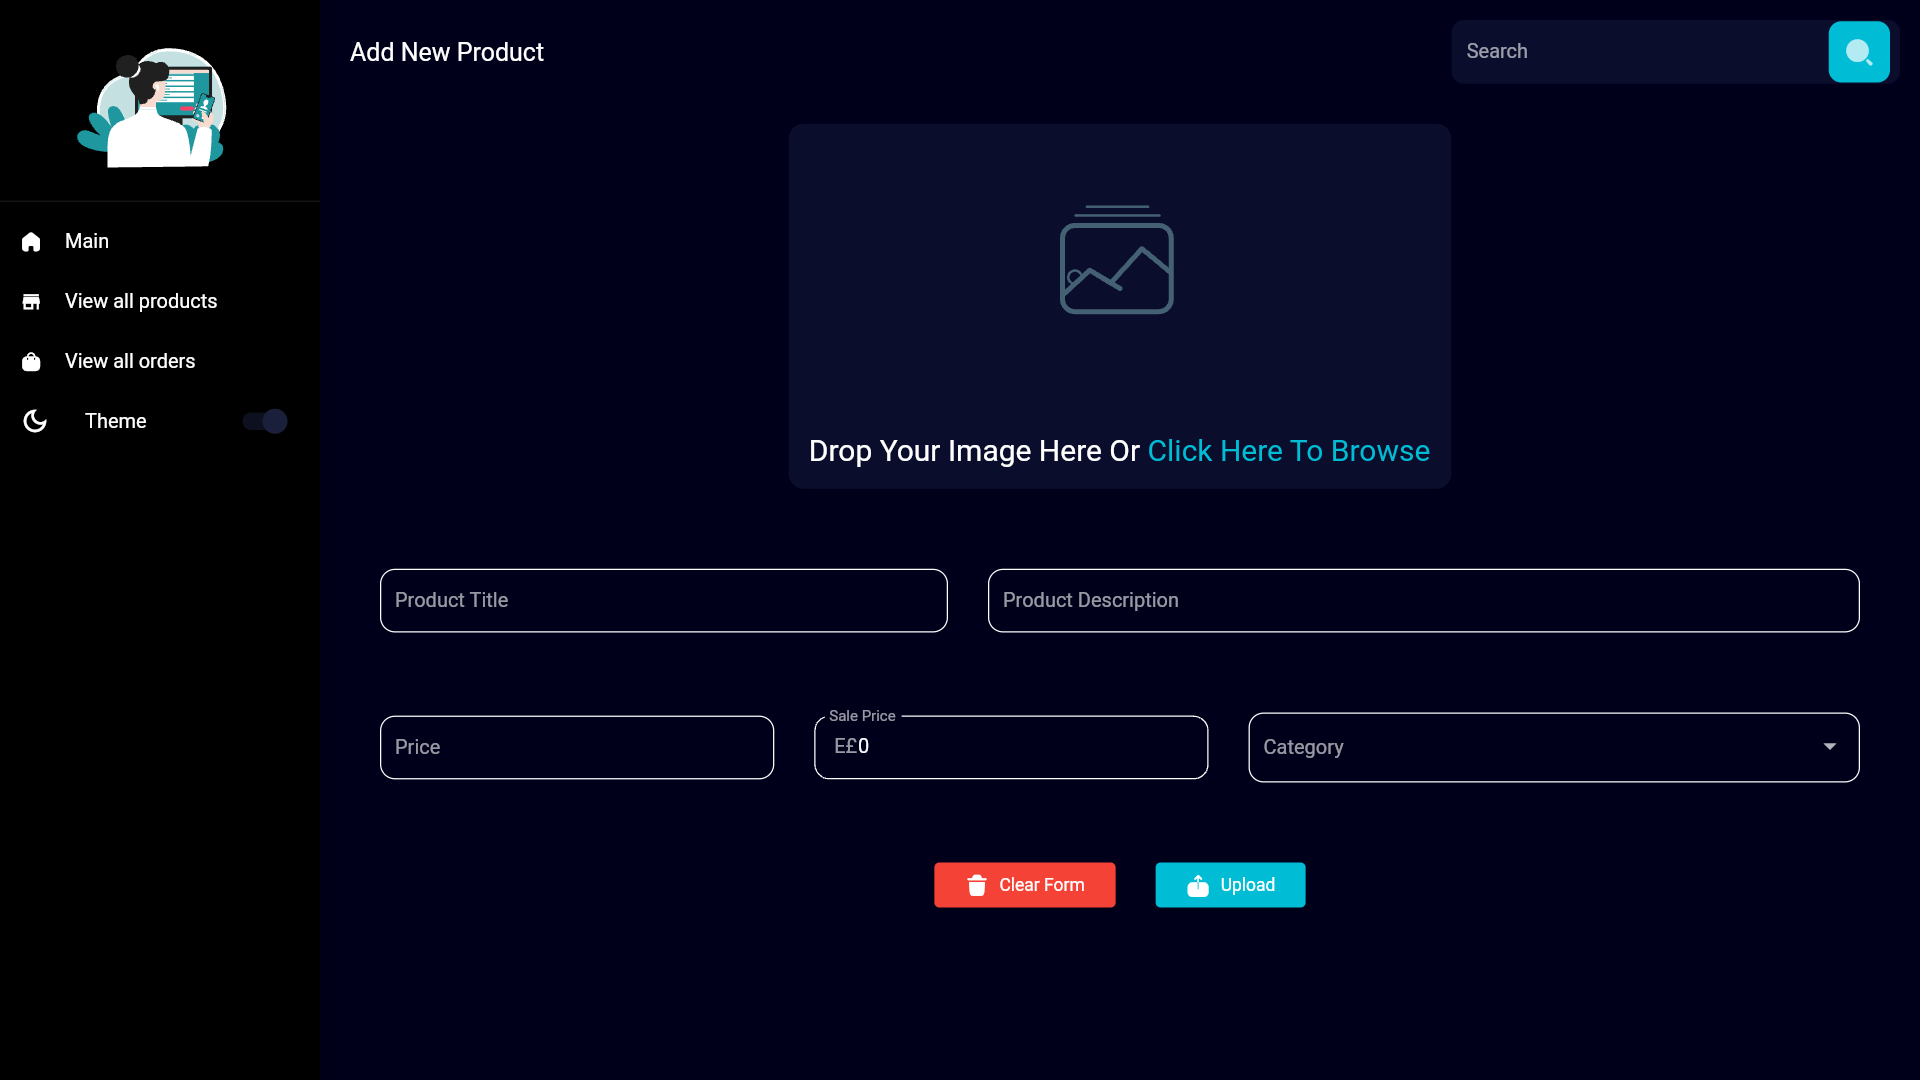 Add New Product
Search
Main
View all products
View all orders
Theme
Drop Your Image Here Or Click Here To Browse
Product Title
Product Description
Price
Sale Price
E£0
Category
Clear Form
Upload